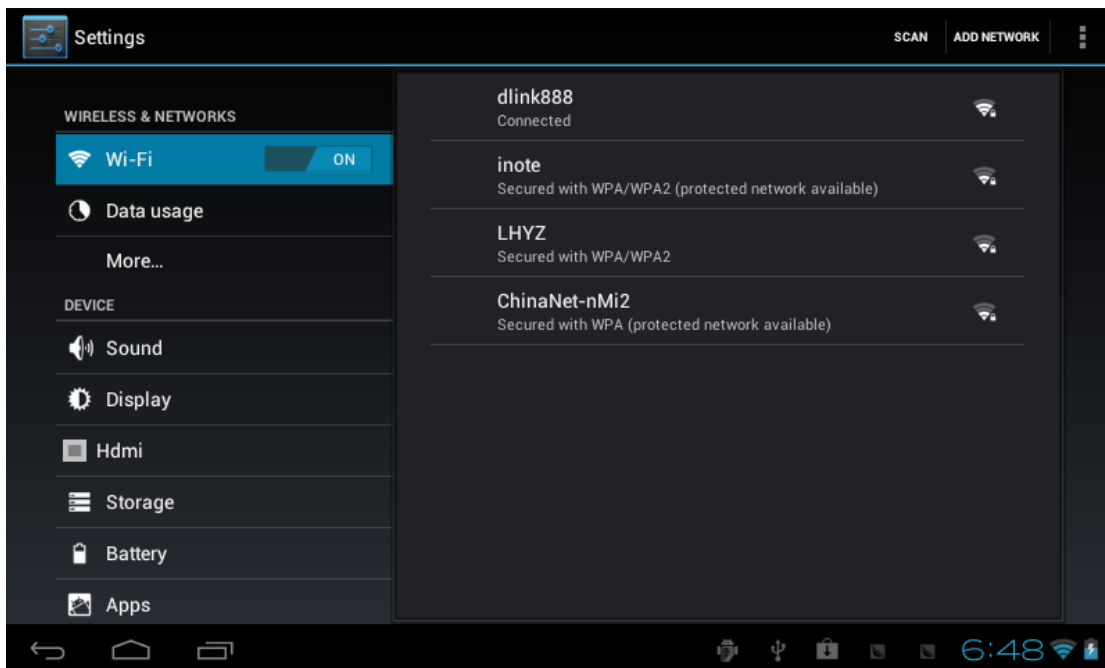 Settings
SCAN
ADD NETWORK
WIRELESS & NETWORKS
Wi-Fi
ON
Data usage
More...
DEVICE
Sound
Display
Hdmi
Storage
Battery
Apps
dlink888
Connected
inote
Secured with WPA/WPA2 (protected network available)
LHYZ
Secured with WPA/WPA2
ChinaNet-nMi2
Secured with WPA (protected network available)
6:48